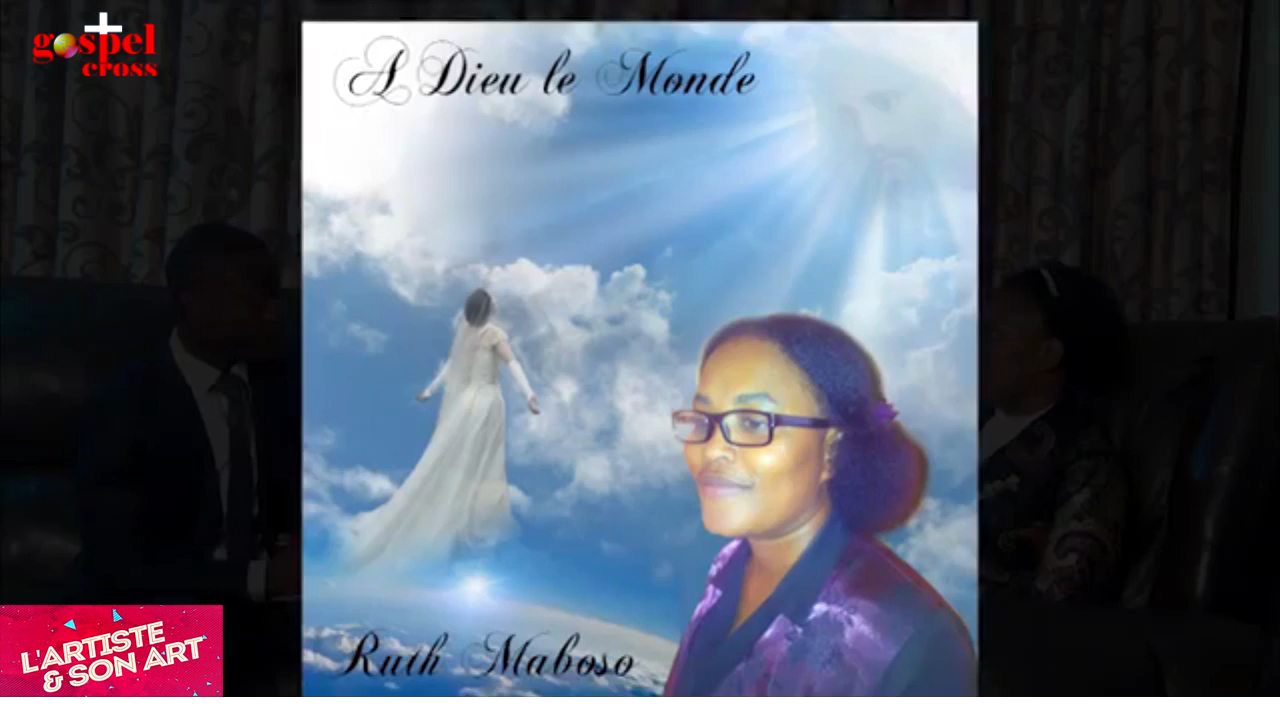 gospel
cross
A Dieu le Monde
Ruth Maboso
L'ARTISTE
& SON ART